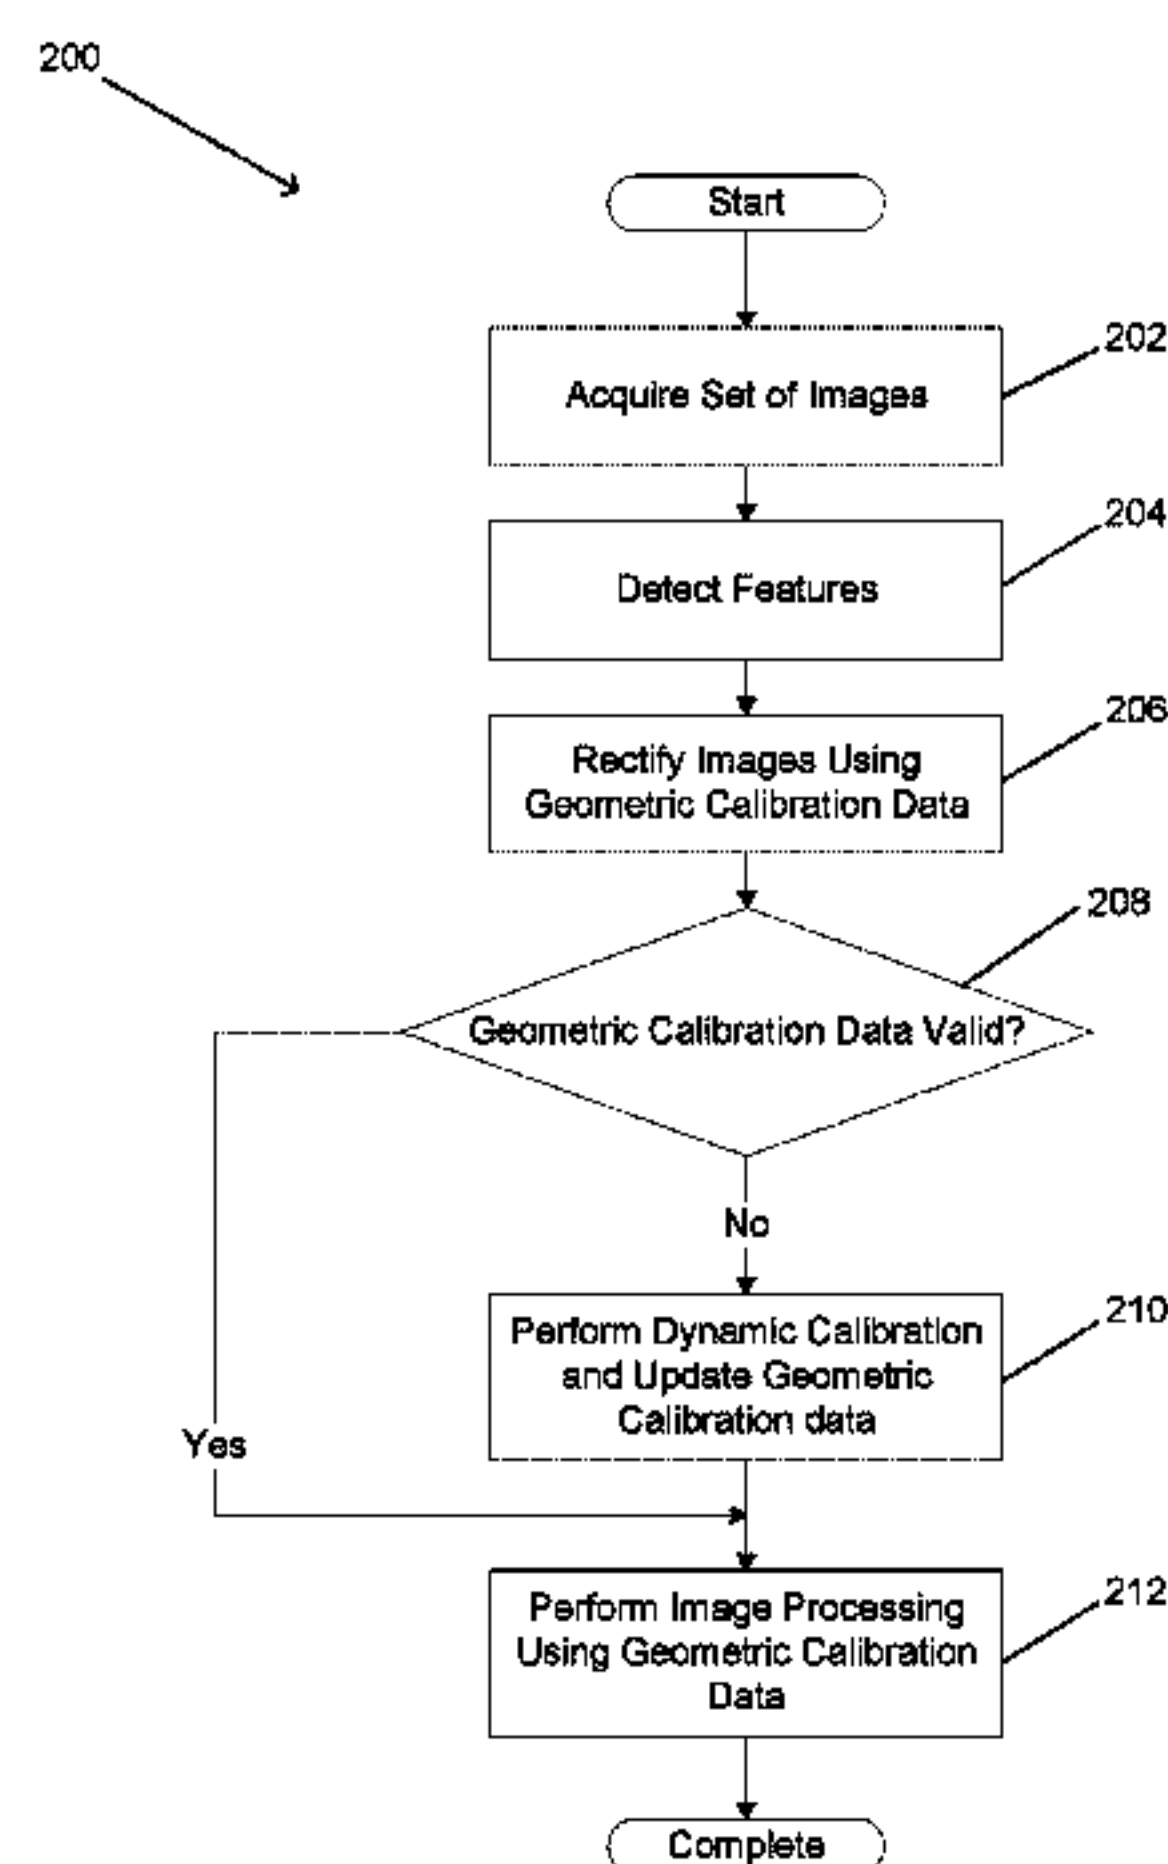 200
Start
202
Acquire Set of Images
204
Detect Features
206
Rectify Images Using
Geometric Calibration Data
208
Geometric Calibration Data Valid?
No
210
Perform Dynamic Calibration
and Update Geometric
Calibration data
Yes
212
Perform Image Processing
Using Geometric Calibration
Data
Complete